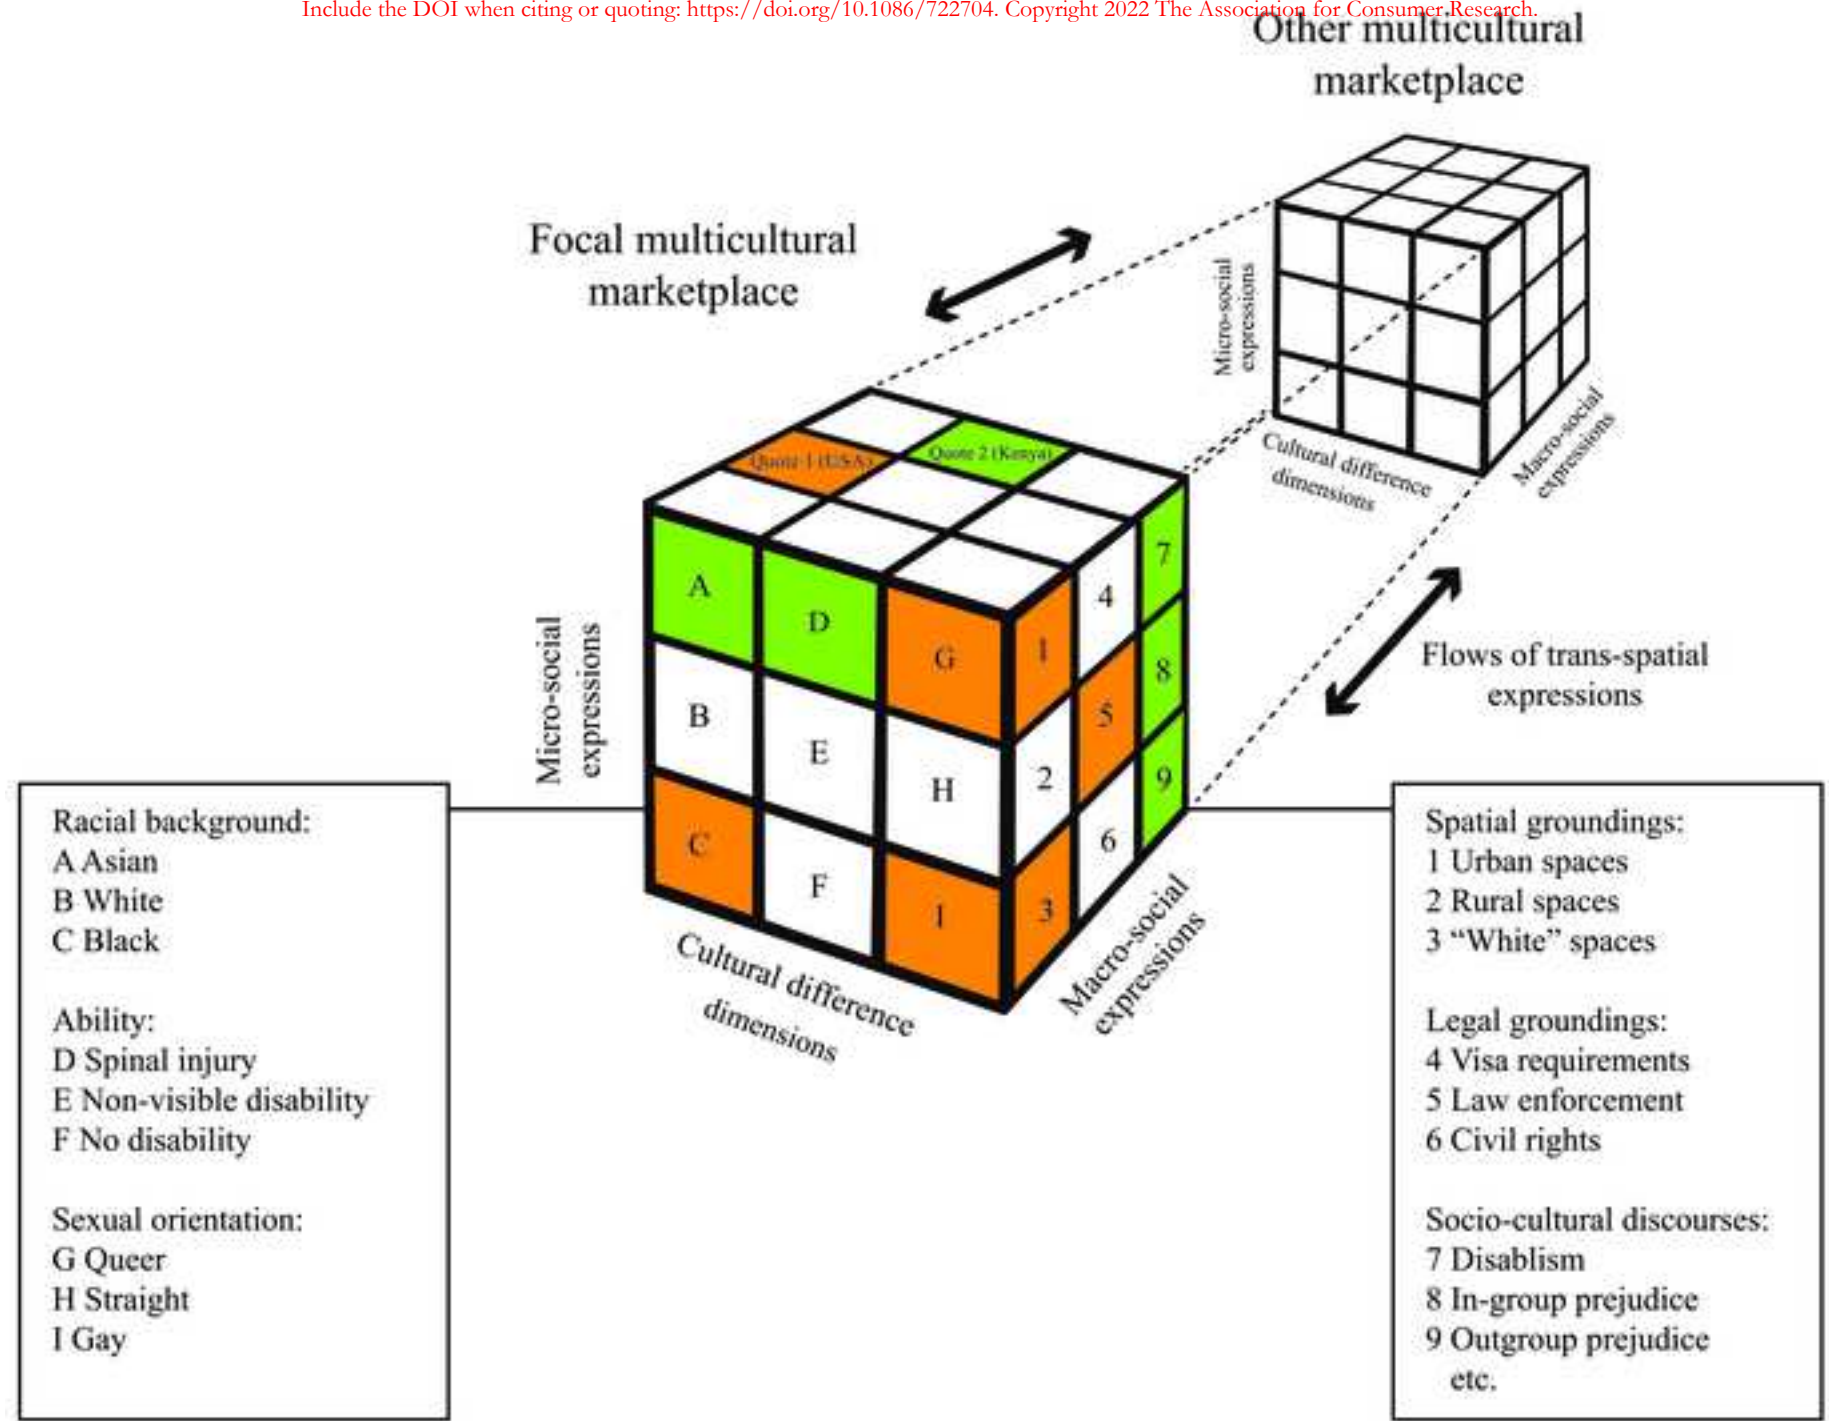 Include the DOI when citing or quoting: https://doi.org/10.1086/722704. Copyright 2022 The Association for Consumer Research.
Other multicultural
marketplace
Focal multicultural
marketplace
Micro-social
expressions
Cultural difference
dimensions
Macro-social
expressions
Quote 1 (USA)
Quote 2 (Kenya)
A
D
G
B
E
H
C
F
I
1
4
7
2
5
8
3
6
9
Micro-social
expressions
Cultural difference
dimensions
Macro-social
expressions
Flows of trans-spatial
expressions
Racial background:
A Asian
B White
C Black
Ability:
D Spinal injury
E Non-visible disability
F No disability
Sexual orientation:
G Queer
H Straight
I Gay
Spatial groundings:
1 Urban spaces
2 Rural spaces
3 “White” spaces
Legal groundings:
4 Visa requirements
5 Law enforcement
6 Civil rights
Socio-cultural discourses:
7 Disablism
8 In-group prejudice
9 Outgroup prejudice
etc.